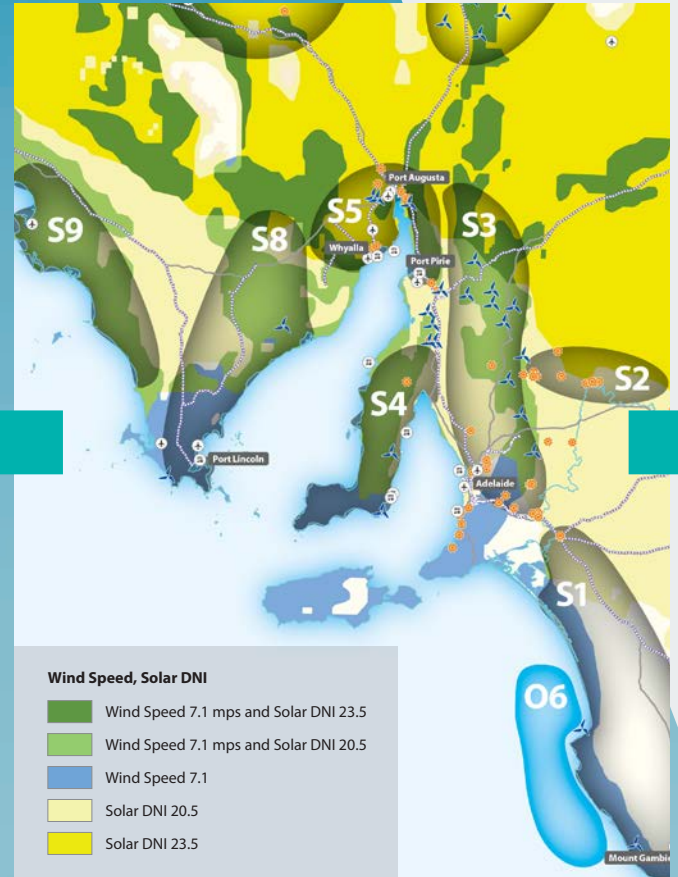 Port Augusta
S5
S3
S9
S8
Whyalla
Port Pirie
S2
S4
Port Lincoln
Adelaide
S1
O6
Wind Speed, Solar DNI
Wind Speed 7.1 mps and Solar DNI 23.5
Wind Speed 7.1 mps and Solar DNI 20.5
Wind Speed 7.1
Solar DNI 20.5
Solar DNI 23.5
Mount Gambi